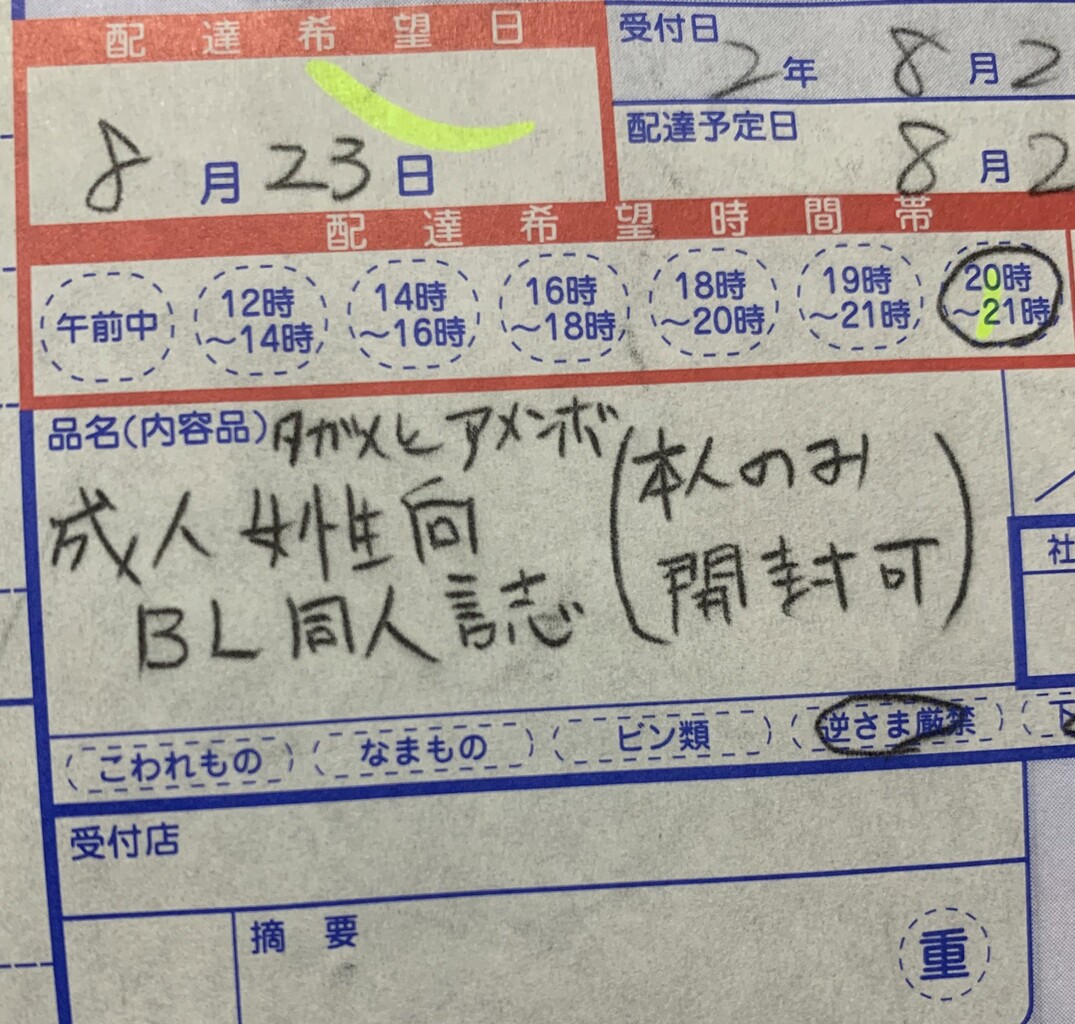 配達希望日
8月23日
受付日
2年 8月2
配達予定日
8月2
配達希望時間帯
午前中
12時
～14時
14時
～16時
16時
～18時
18時
～20時
19時
～21時
20時
～21時
品名(内容品)タガメとアメンボ
成人女性向
BL同人誌
(本人のみ
開封可)
社
こわれもの
なまもの
ビン類
逆さま厳禁
受付店
摘要
重